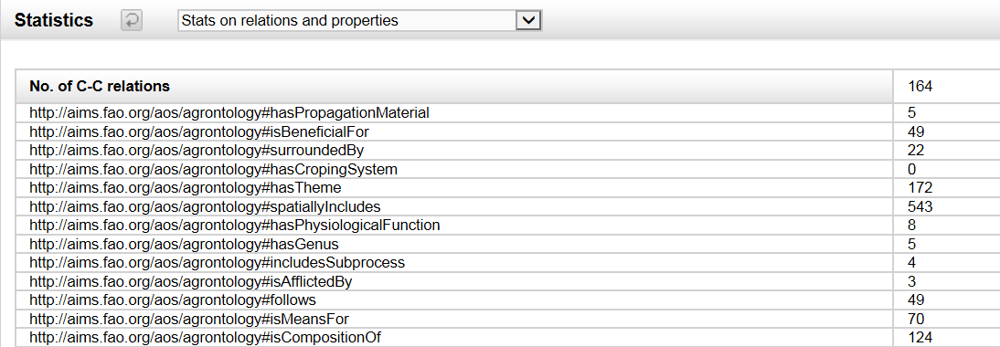 Statistics Stats on relations and properties
No. of C-C relations 164
http://aims.fao.org/aos/agrontology#hasPropagationMaterial 5
http://aims.fao.org/aos/agrontology#isBeneficialFor 49
http://aims.fao.org/aos/agrontology#surroundedBy 22
http://aims.fao.org/aos/agrontology#hasCropingSystem 0
http://aims.fao.org/aos/agrontology#hasTheme 172
http://aims.fao.org/aos/agrontology#spatiallyIncludes 543
http://aims.fao.org/aos/agrontology#hasPhysiologicalFunction 8
http://aims.fao.org/aos/agrontology#hasGenus 5
http://aims.fao.org/aos/agrontology#includesSubprocess 4
http://aims.fao.org/aos/agrontology#isAfflictedBy 3
http://aims.fao.org/aos/agrontology#follows 49
http://aims.fao.org/aos/agrontology#isMeansFor 70
http://aims.fao.org/aos/agrontology#isCompositionOf 124